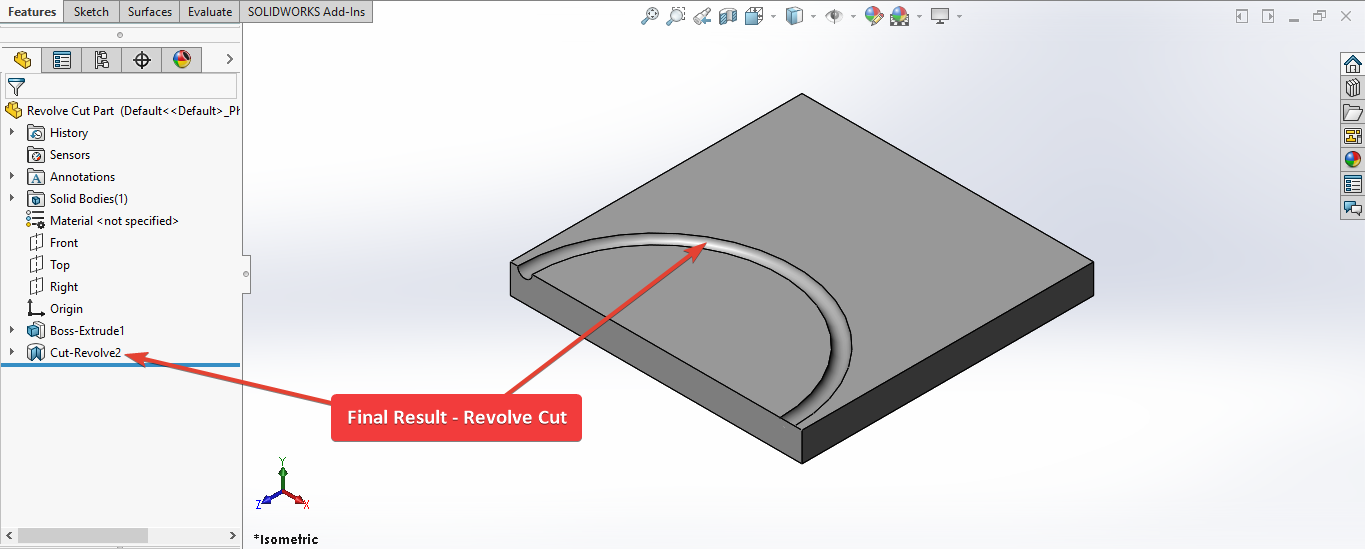 Features Sketch Surfaces Evaluate SOLIDWORKS Add-Ins
Revolve Cut Part (Default<<Default>_Ph
History
Sensors
A Annotations
Solid Bodies(1)
Material <not specified>
Front
Top
Right
Origin
Boss-Extrude1
Cut-Revolve2
Final Result - Revolve Cut
Y
Z X
*Isometric